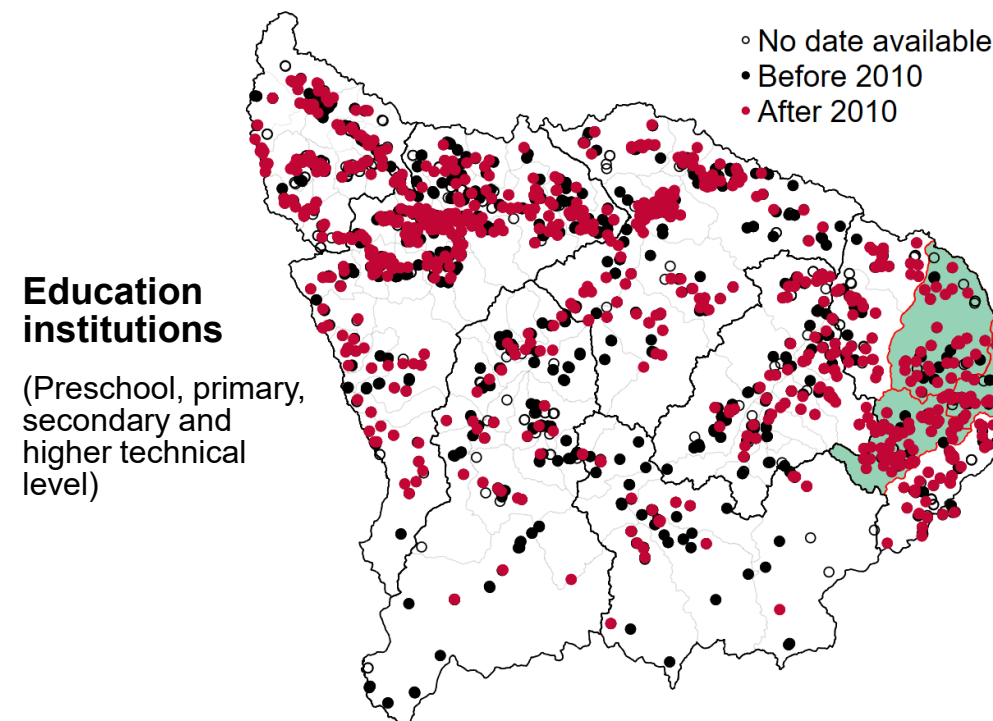 No date available
Before 2010
After 2010
Education
institutions
(Preschool, primary,
secondary and
higher technical
level)